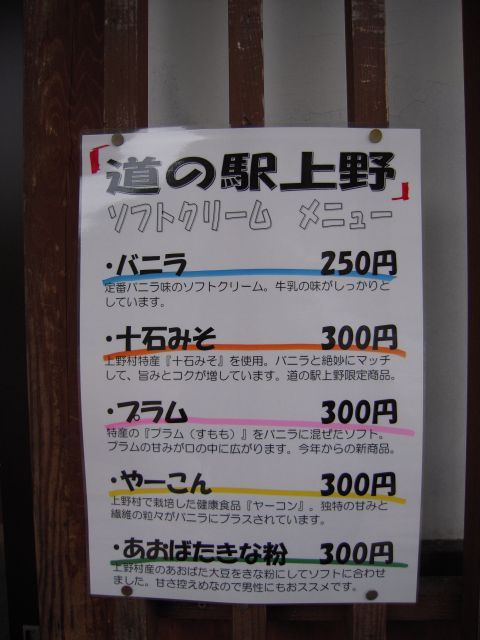 「道の駅上野」
ソフトクリーム メニュー
・バニラ 250円
定番バニラ味のソフトクリーム。牛乳の味がしっかりと
しています。
・十石みそ 300円
上野村特産『十石みそ』を使用。バニラと絶妙にマッチ
して、旨みとコクが増しています。道の駅上野限定商品。
・プラム 300円
特産の『プラム(すもも)』をバニラに混ぜたソフト。
プラムの甘みが口の中に広がります。今年からの新商品。
・やーこん 300円
上野村で栽培した健康食品『ヤーコン』。独特の甘みと
繊維の粒々がバニラにプラスされています。
・あおばたきな粉 300円
上野村産のあおばた大豆をきな粉にしてソフトに合わせ
ました。甘さ控えめなので男性にもおススメです。